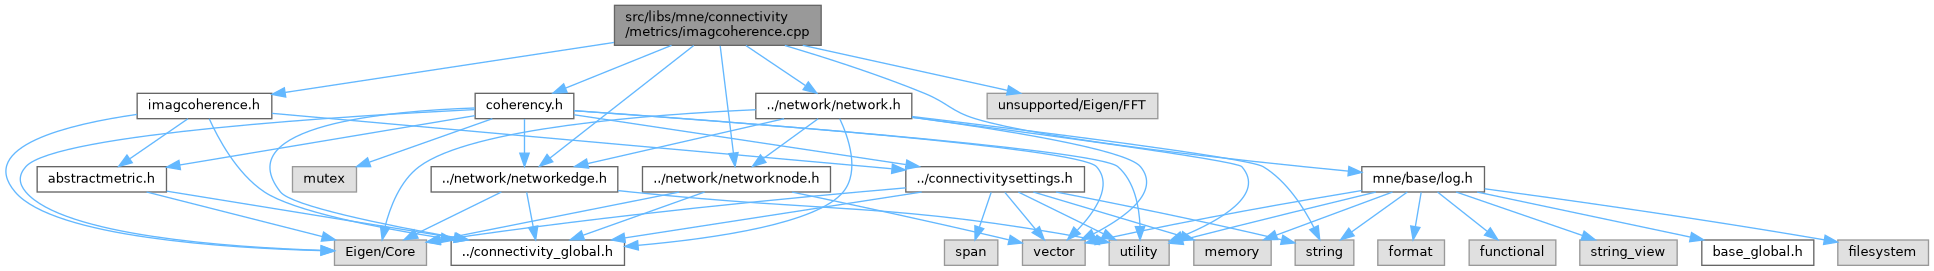 src/libs/mne/connectivity
/metrics/imagcoherence.cpp
imagcoherence.h
coherency.h
../network/network.h
unsupported/Eigen/FFT
abstractmetric.h
mutex
../network/networkedge.h
../network/networknode.h
../connectivitysettings.h
mne/base/log.h
Eigen/Core
../connectivity_global.h
span
vector
utility
memory
string
format
functional
string_view
base_global.h
filesystem